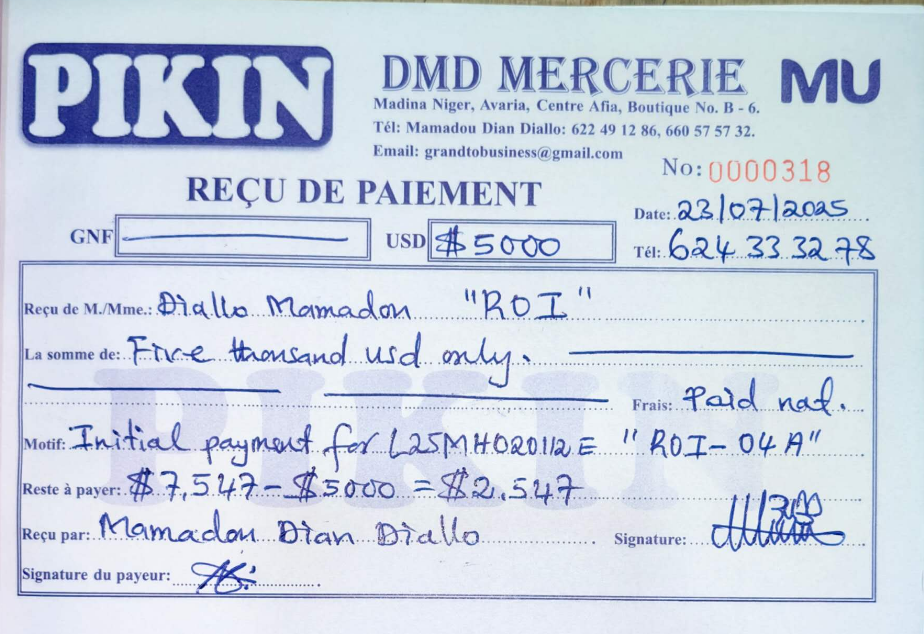 PIKIN
DMD MERCERIE
MU
Madina Niger, Avaria, Centre Afia, Boutique No. B - 6.
Tél: Mamadou Dian Diallo: 622 49 12 86, 660 57 57 32.
Email: grandtobusiness@gmail.com
No: 0000318
REÇU DE PAIEMENT
Date: 23/07/2025
GNF
USD $5000
Tél: 624 33 32 78
Reçu de M./Mme.: Diallo Mamadou "ROI"
La somme de: Five thousand usd only.
Frais: Paid
Motif: Initial payment for L25MH020112E "ROI-04A"
Reste à payer: $7,547 - $5000 = $2.547
Reçu par: Mamadou Dian Diallo
Signature:
Signature du payeur:
PIKIN